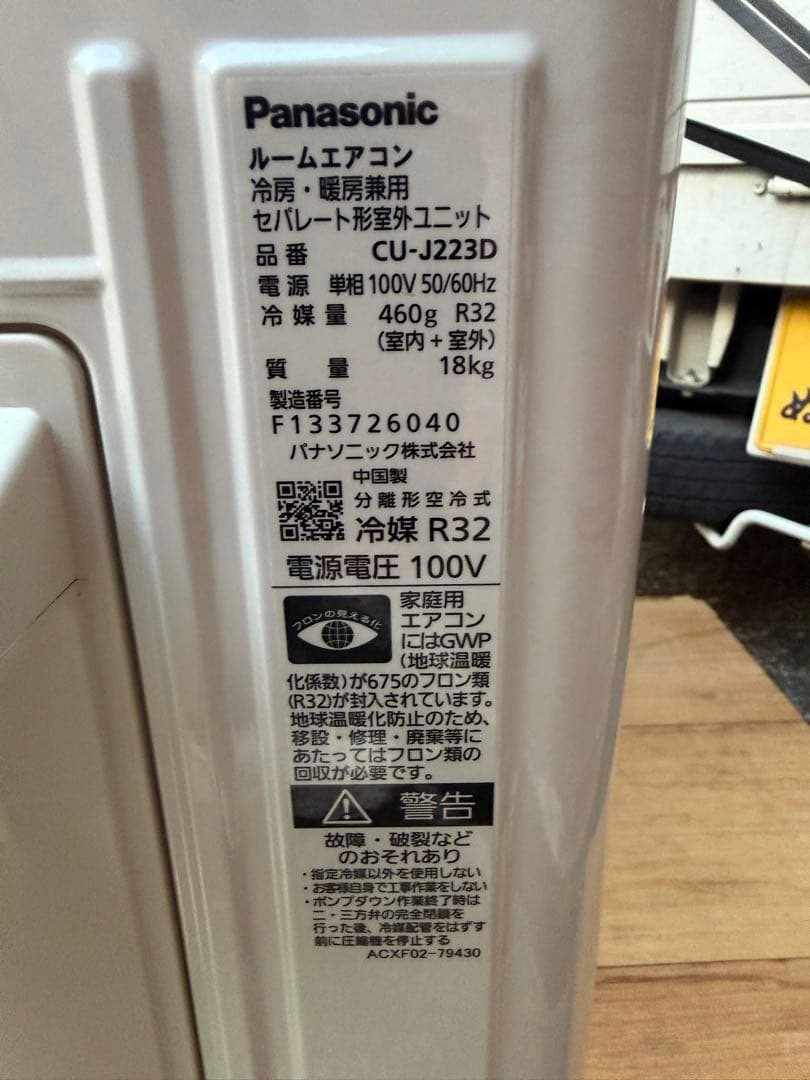 Panasonic
ルームエアコン
冷房・暖房兼用
セパレート形室外ユニット
品番 CU-J223D
電源 単相100V 50/60Hz
冷媒量 460g R32
(室内+室外)
質量 18kg
製造番号
F133726040
パナソニック株式会社
中国製
分離形空冷式
冷媒 R32
電源電圧 100V
フロンの見える化
家庭用
エアコン
にはGWP
(地球温暖
化係数)が675のフロン類
(R32)が封入されています。
地球温暖化防止のため、
移設・修理・廃棄等に
あたってはフロン類の
回収が必要です。
警告
故障・破裂など
のおそれあり
・指定冷媒以外を使用しない
・お客様自身で工事作業をしない
・ポンプダウン作業終了時は
二・三方弁の完全閉鎖を
行った後、冷媒配管をはずす
前に圧縮機を停止する
ACXF02-79430